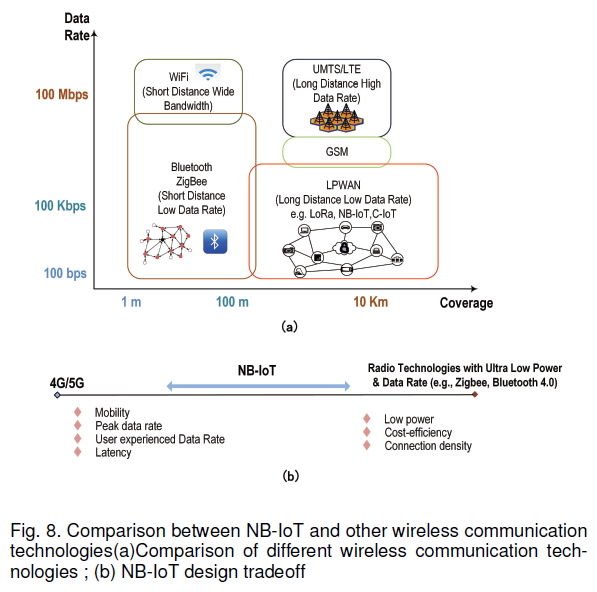 Data
Rate
100 Mbps
100 Kbps
100 bps
WiFi
(Short Distance Wide
Bandwidth)
UMTS/LTE
(Long Distance High
Data Rate)
GSM
Bluetooth
ZigBee
(Short Distance
Low Data Rate)
LPWAN
(Long Distance Low Data Rate)
e.g. LoRa, NB-IoT,C-IoT
1 m
100 m
10 Km
Coverage
(a)
4G/5G
NB-IoT
Radio Technologies with Ultra Low Power
& Data Rate (e.g., Zigbee, Bluetooth 4.0)
Mobility
Peak data rate
User experienced Data Rate
Latency
Low power
Cost-efficiency
Connection density
(b)
Fig. 8. Comparison between NB-IoT and other wireless communication
technologies(a)Comparison of different wireless communication tech-
nologies ; (b) NB-IoT design tradeoff